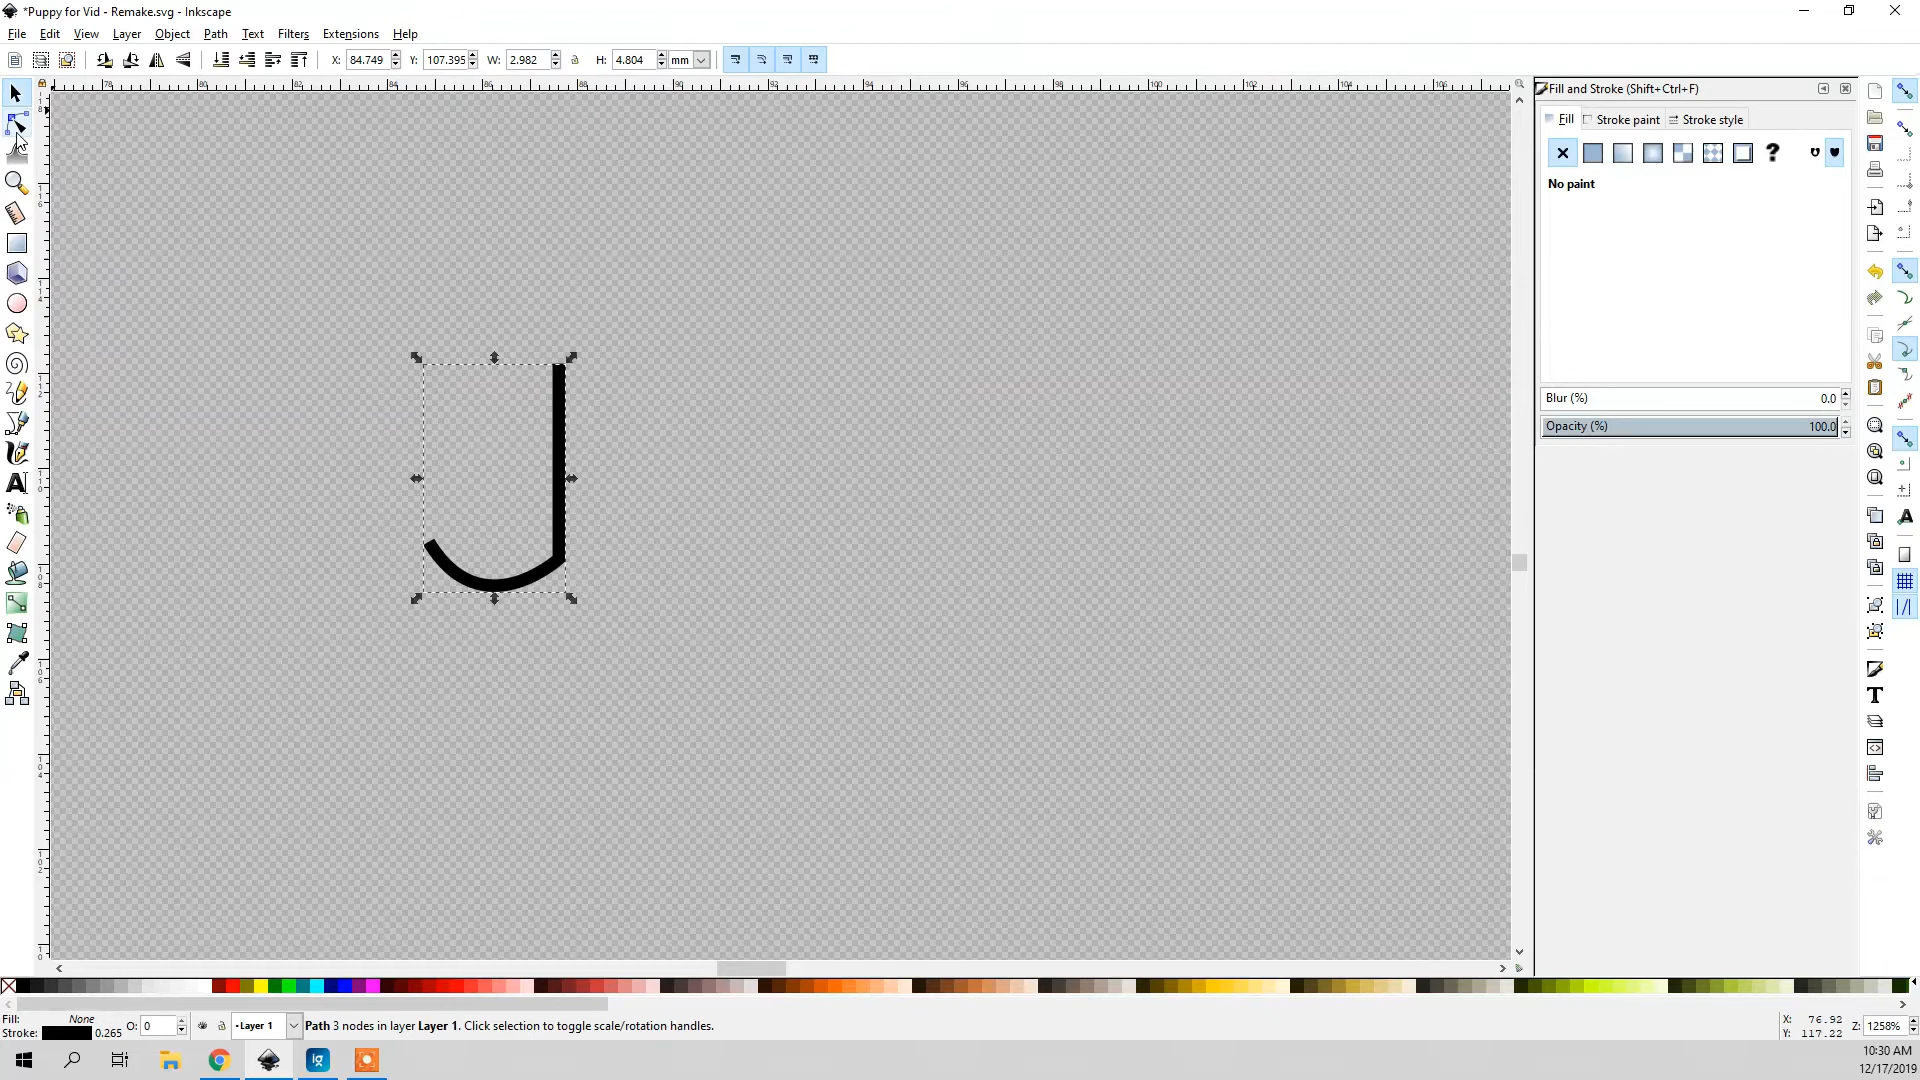 *Puppy for Vid - Remake.svg - Inkscape
File Edit View Layer Object Path Text Filters Extensions Help
X: 84.749 Y: 107.395 W: 2.982 H: 4.804 mm
Fill and Stroke (Shift+Ctrl+F)
Fill Stroke paint Stroke style
No paint
Blur (%) 0.0
Opacity (%) 100.0
Fill: None
Stroke: 0.265 O: 0 •Layer 1 Path 3 nodes in layer Layer 1. Click selection to toggle scale/rotation handles.
X: 76.92
Y: 117.22
Z: 1258%
10:30 AM
12/17/2019